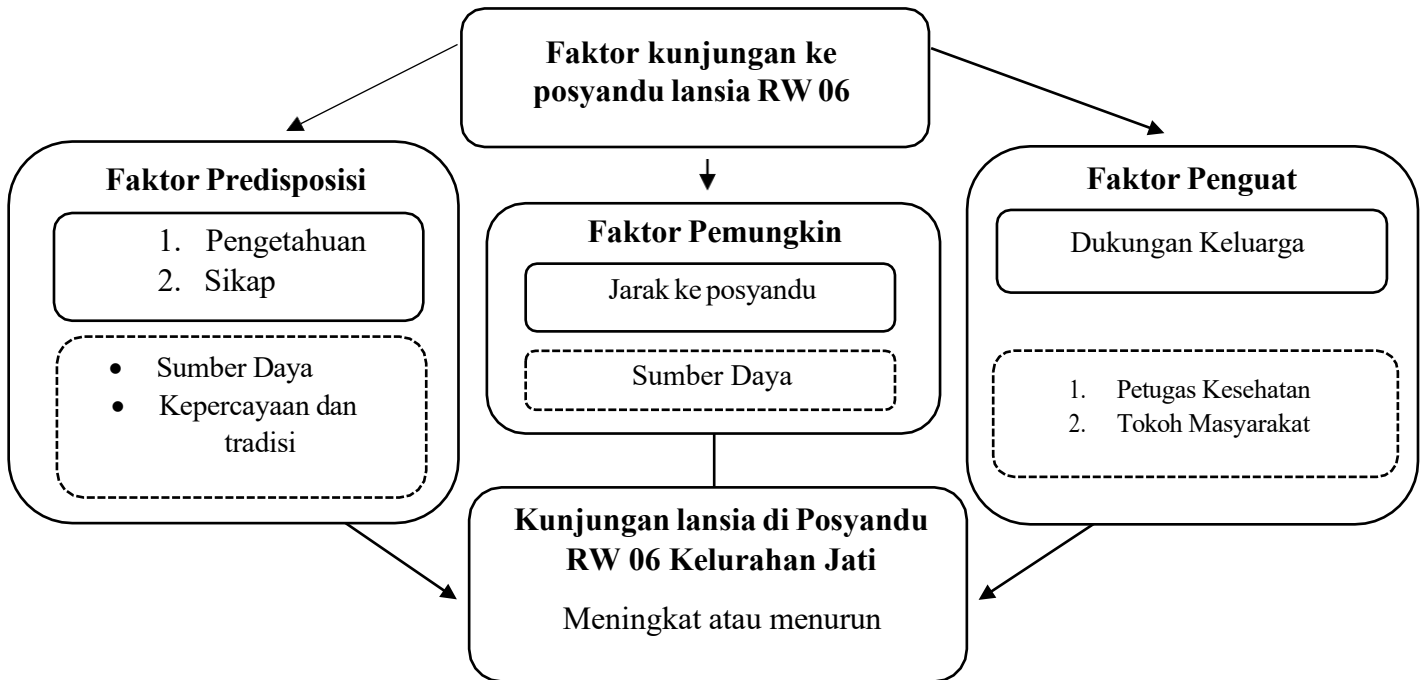 Faktor kunjungan ke
posyandu lansia RW 06
Faktor Predisposisi
1. Pengetahuan
2. Sikap
• Sumber Daya
• Kepercayaan dan
tradisi
Faktor Pemungkin
Jarak ke posyandu
Sumber Daya
Faktor Penguat
Dukungan Keluarga
1. Petugas Kesehatan
2. Tokoh Masyarakat
Kunjungan lansia di Posyandu
RW 06 Kelurahan Jati
Meningkat atau menurun